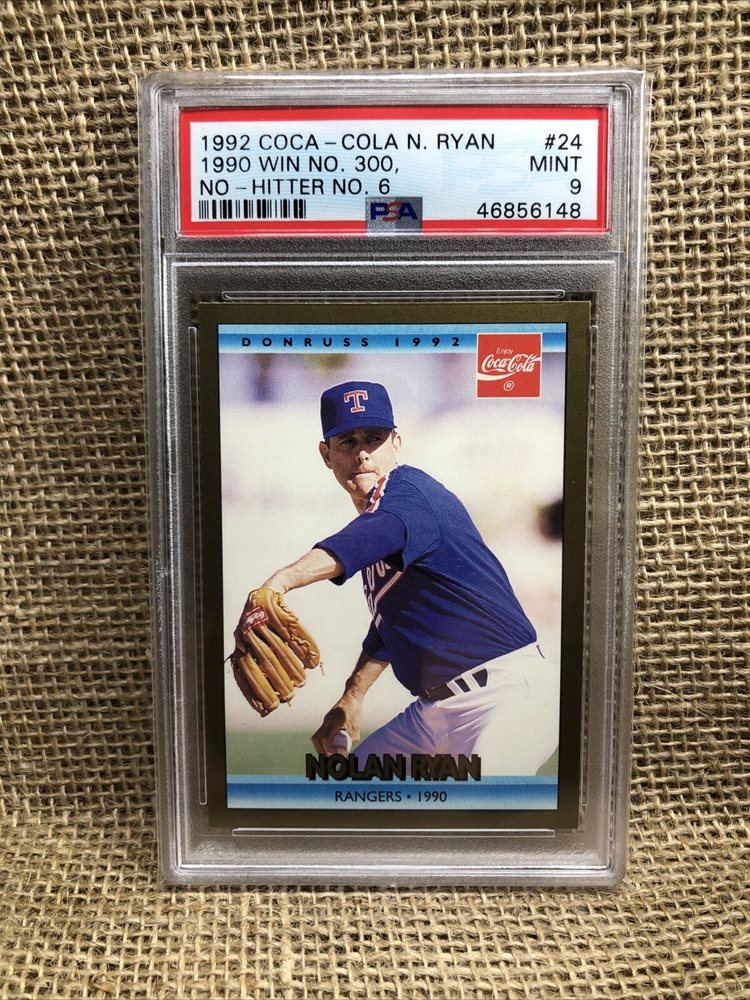 1992 COCA-COLA N. RYAN #24
1990 WIN NO. 300, MINT
NO-HITTER NO. 6 9
PSA 46856148
DONRUSS 1992
Enjoy
Coca-Cola
®
T
NOLAN RYAN
RANGERS • 1990